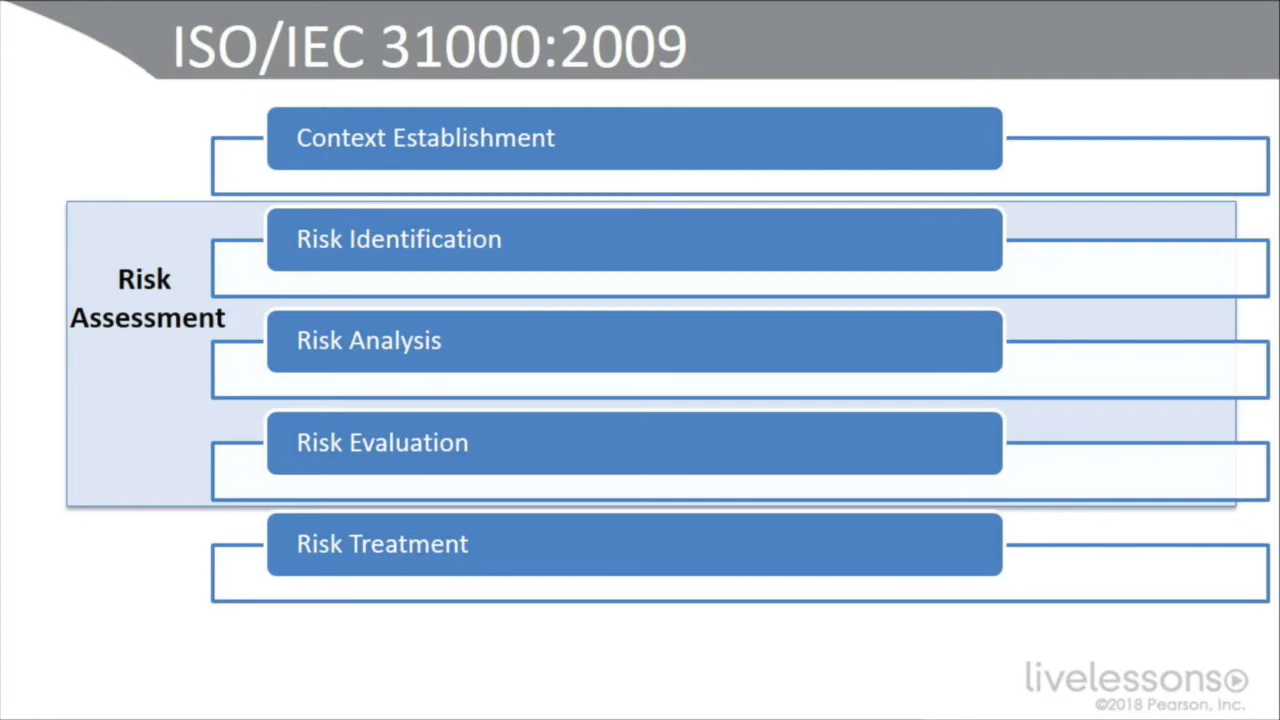 ISO/IEC 31000:2009
Context Establishment
Risk Identification
Risk
Assessment
Risk Analysis
Risk Evaluation
Risk Treatment
livelessons
©2018 Pearson, Inc.